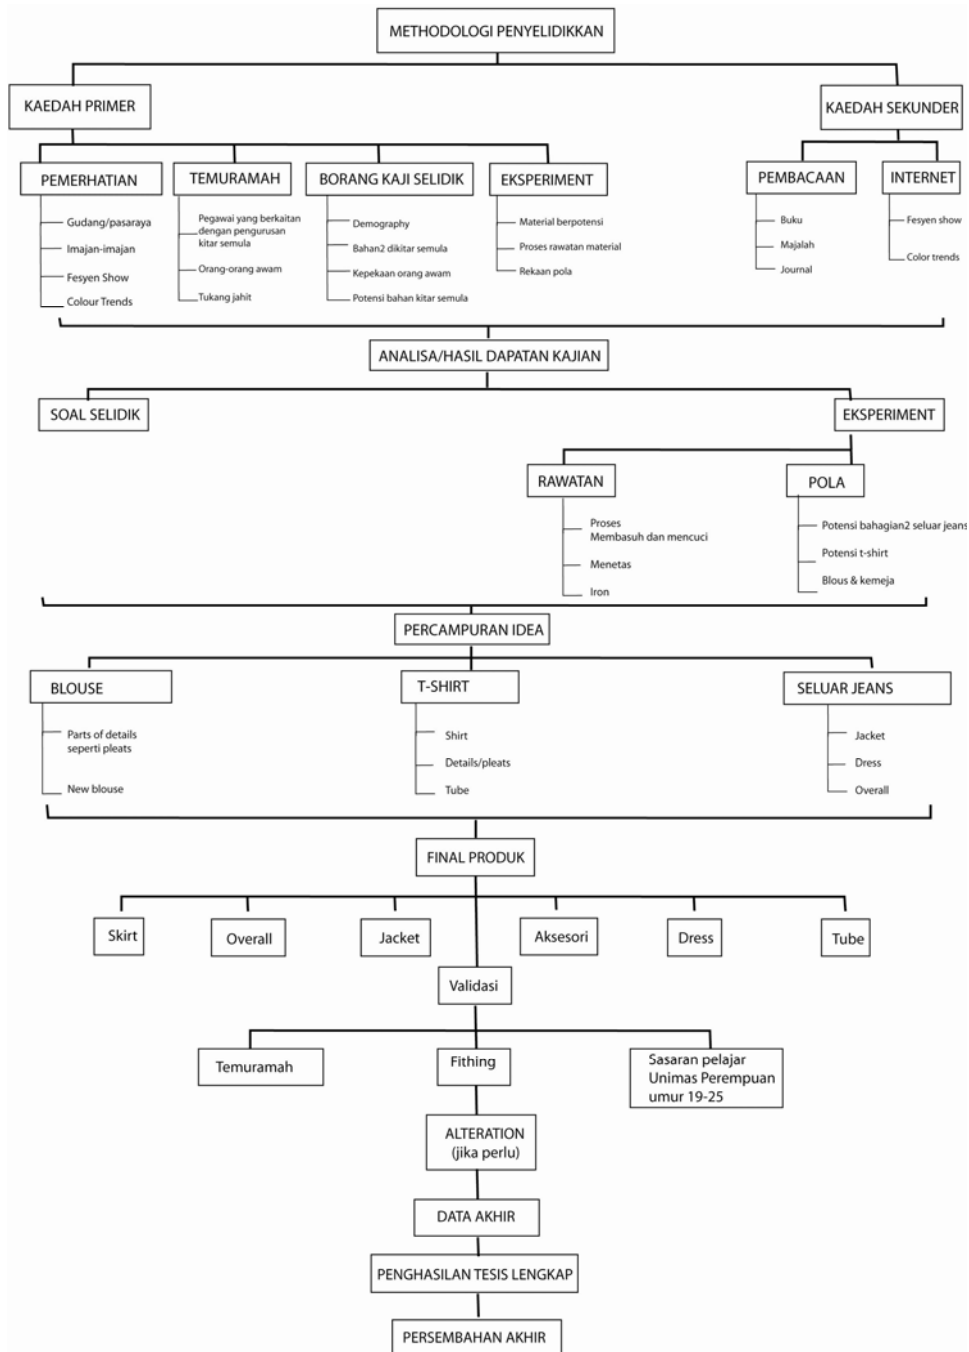 METHODOLOGI PENYELIDIKKAN
KAEDAH PRIMER
KAEDAH SEKUNDER
PEMERHATIAN
Gudang/pasaraya
Imajan-imajan
Fesyen Show
Colour Trends
TEMURAMAH
Pegawai yang berkaitan
dengan pengurusan
kitar semula
Orang-orang awam
Tukang jahit
BORANG KAJI SELIDIK
Demography
Bahan2 dikitar semula
Kepekaan orang awam
Potensi bahan kitar semula
EKSPERIMENT
Material berpotensi
Proses rawatan material
Rekaan pola
PEMBACAAN
Buku
Majalah
Journal
INTERNET
Fesyen show
Color trends
ANALISA/HASIL DAPATAN KAJIAN
SOAL SELIDIK
EKSPERIMENT
RAWATAN
Proses
Membasuh dan mencuci
Menetas
Iron
POLA
Potensi bahagian2 seluar jeans
Potensi t-shirt
Blous & kemeja
PERCAMPURAN IDEA
BLOUSE
Parts of details
seperti pleats
New blouse
T-SHIRT
Shirt
Details/pleats
Tube
SELUAR JEANS
Jacket
Dress
Overall
FINAL PRODUK
Skirt
Overall
Jacket
Aksesori
Dress
Tube
Validasi
Temuramah
Fithing
Sasaran pelajar
Unimas Perempuan
umur 19-25
ALTERATION
(jika perlu)
DATA AKHIR
PENGHASILAN TESIS LENGKAP
PERSEMBAHAN AKHIR